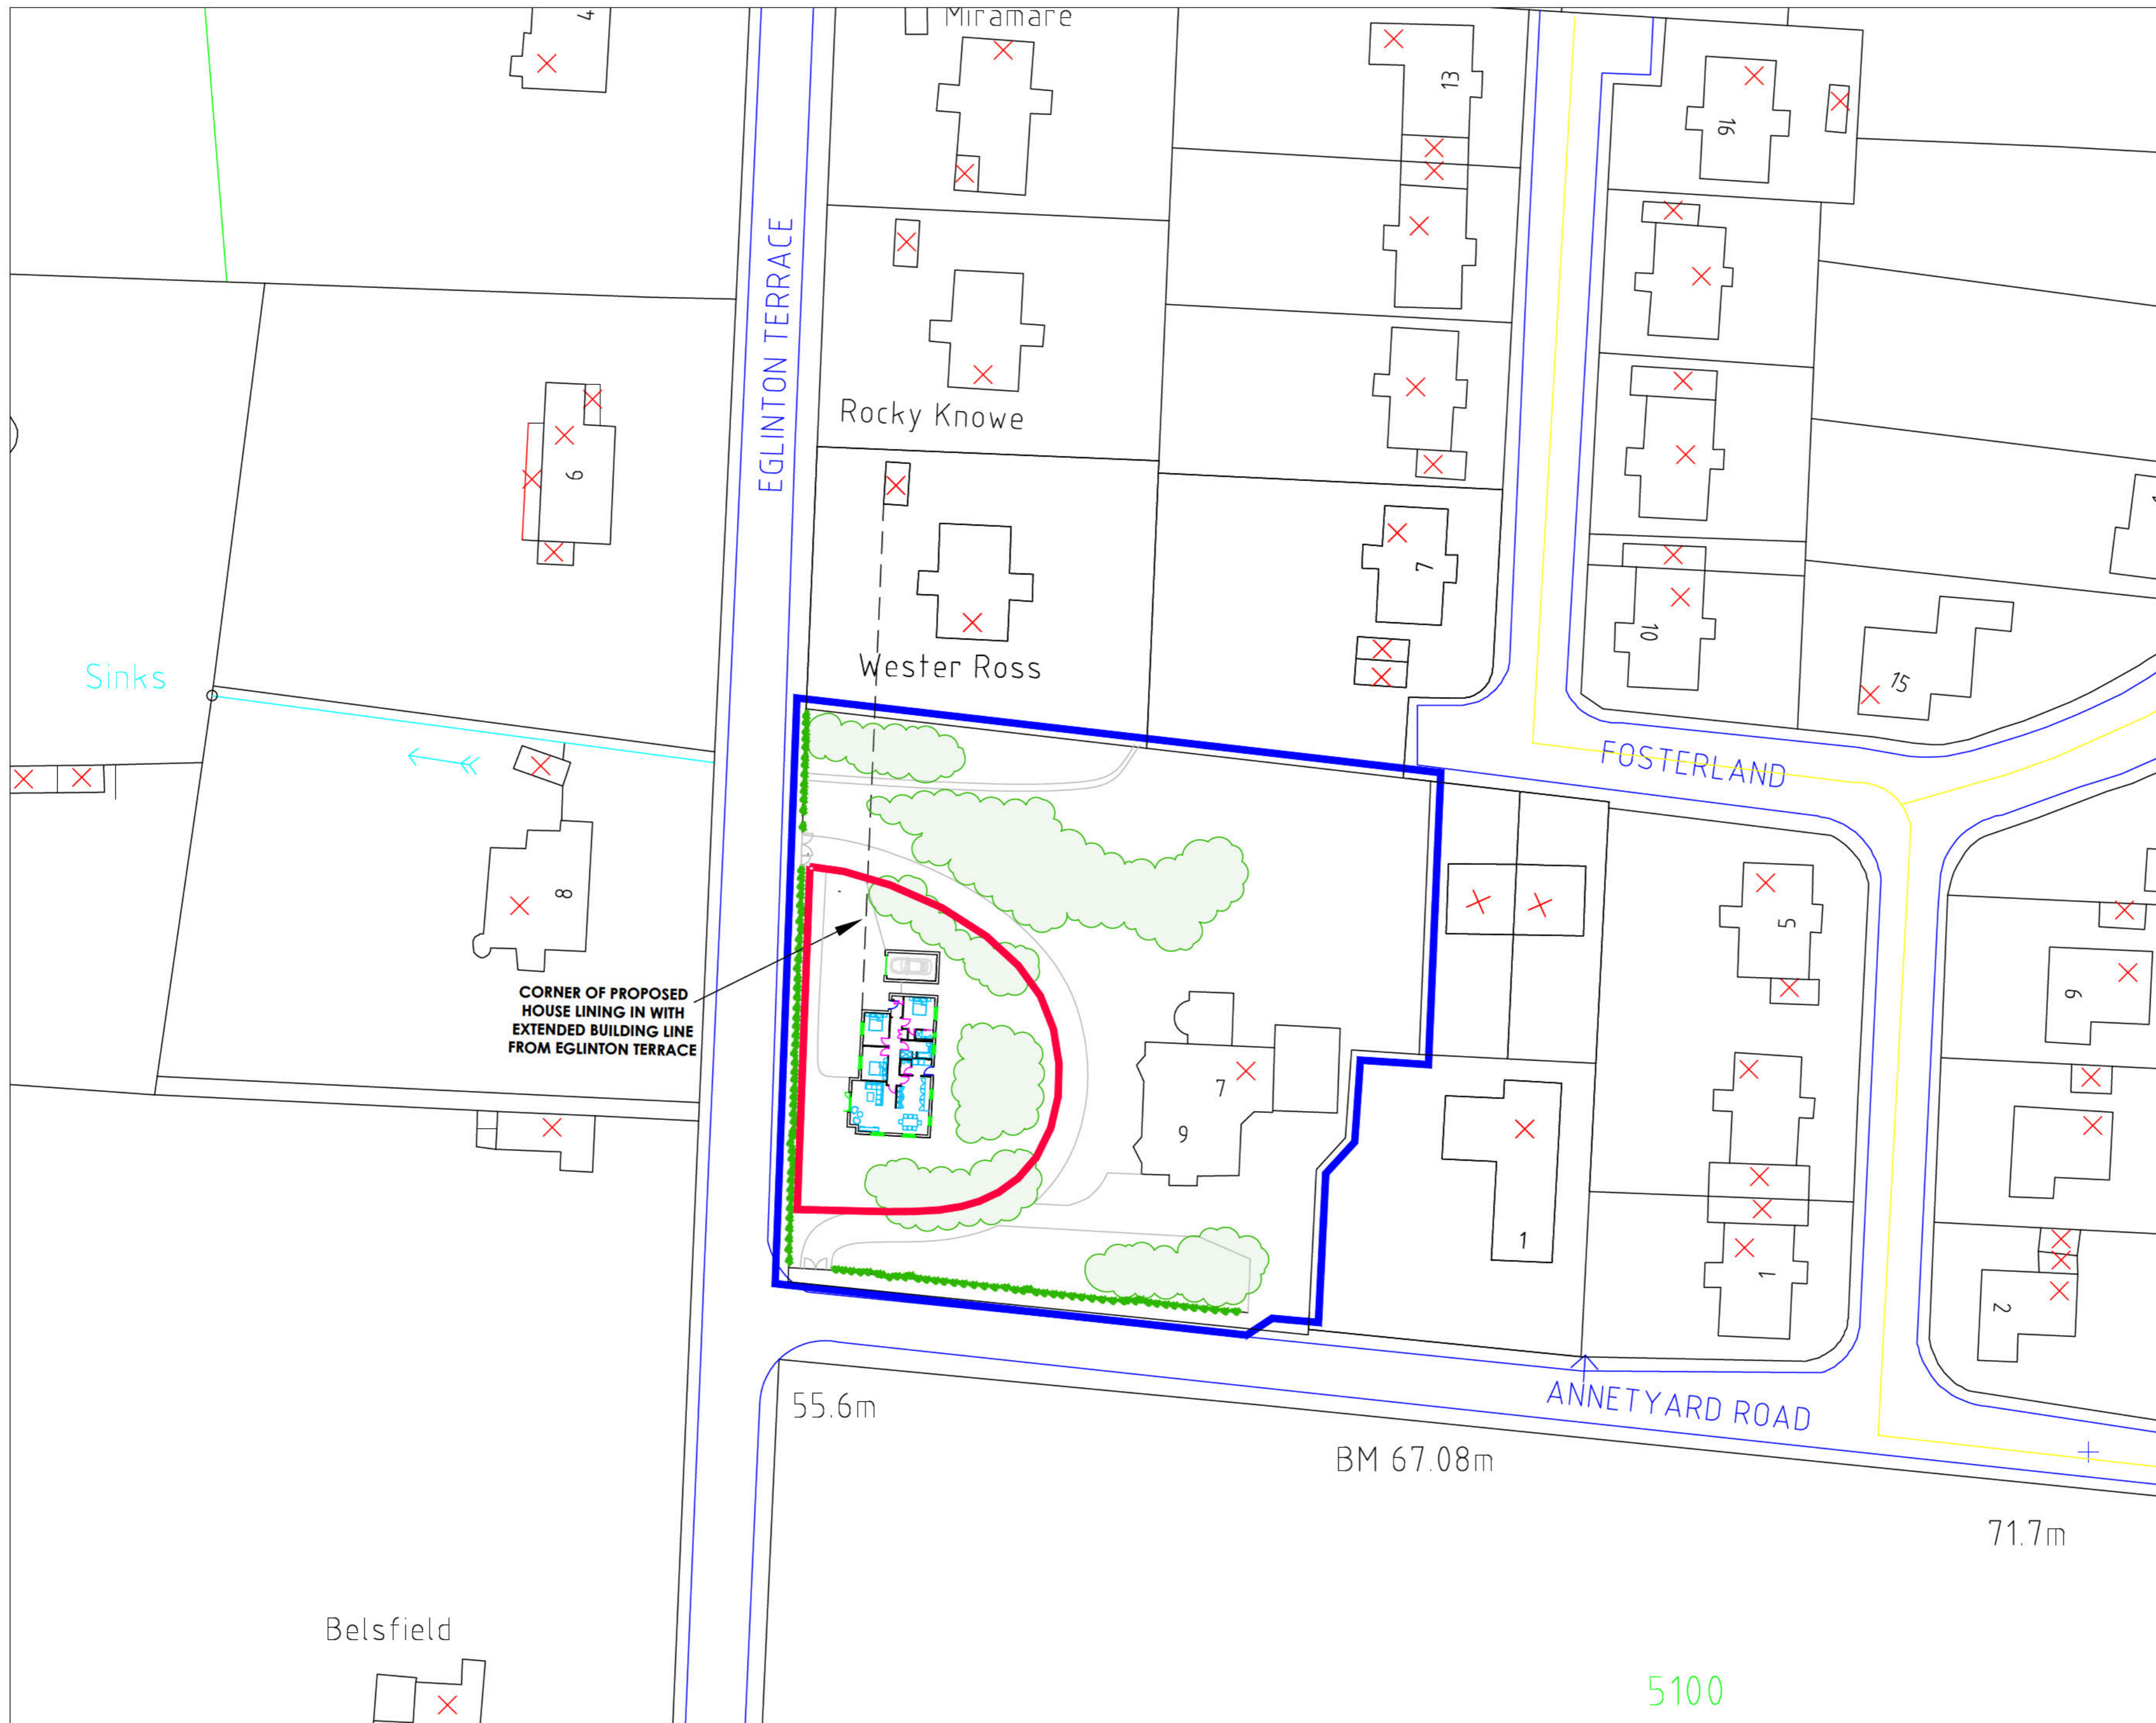 4
Miramare
13
16
EGLINTON TERRACE
Rocky Knowe
9
7
Wester Ross
10
Sinks
15
FOSTERLAND
8
5
CORNER OF PROPOSED
HOUSE LINING IN WITH
EXTENDED BUILDING LINE
FROM EGLINTON TERRACE
7
9
9
1
1
2
55.6m
ANNETYARD ROAD
BM 67.08m
71.7m
Belsfield
5100